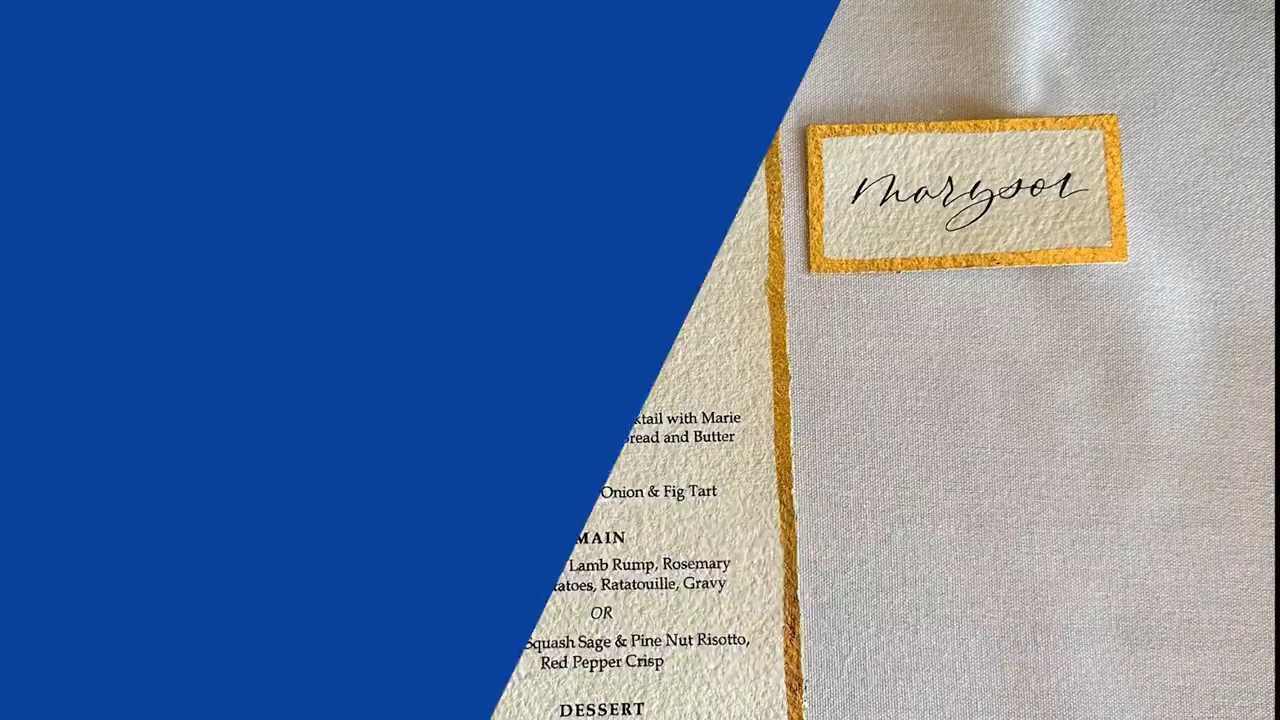 marysol
ktail with Marie
Bread and Butter
Onion & Fig Tart
MAIN
Lamb Rump, Rosemary
tatoes, Ratatouille, Gravy
OR
Squash Sage & Pine Nut Risotto,
Red Pepper Crisp
DESSERT